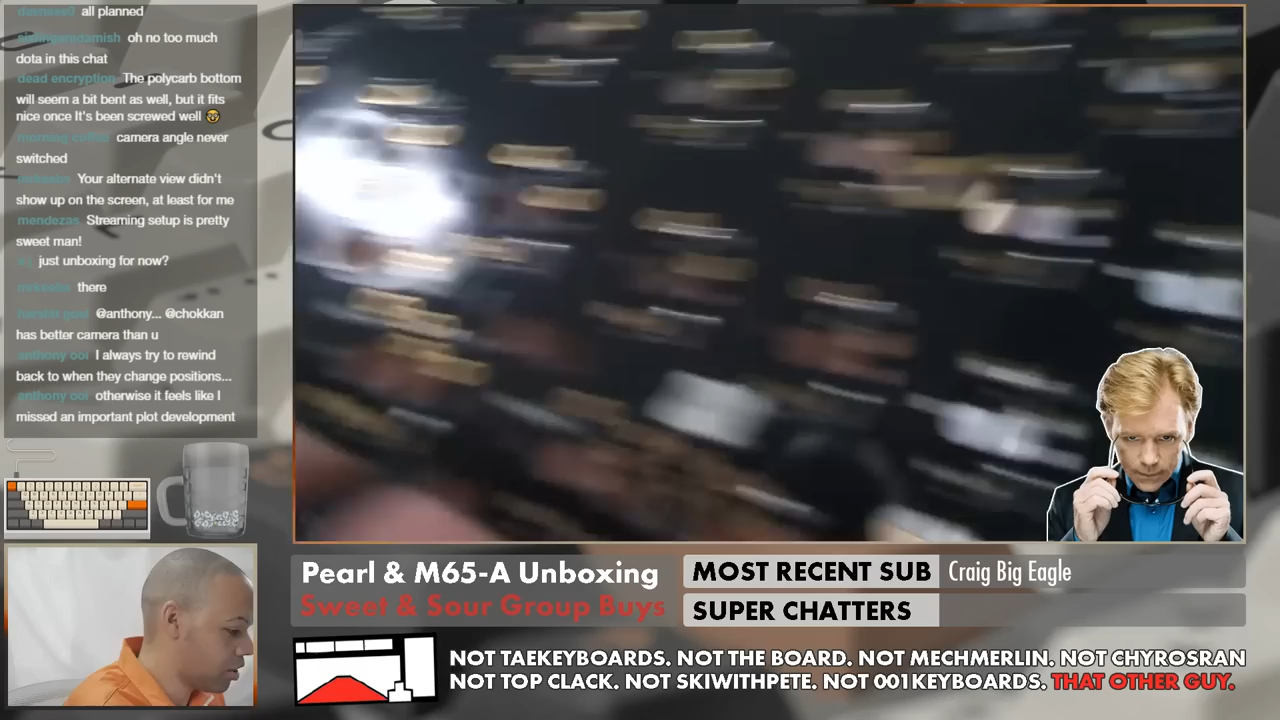 all planned
oh no too much
dota in this chat
dead encryption The polycarb bottom
will seem a bit bent as well, but it fits
nice once It's been screwed well 🤓
camera angle never
switched
Your alternate view didn't
show up on the screen, at least for me
mendezas Streaming setup is pretty
sweet man!
just unboxing for now?
there
@anthony... @chokkan
has better camera than u
anthony ooi I always try to rewind
back to when they change positions...
anthony ooi otherwise it feels like I
missed an important plot development
Pearl & M65-A Unboxing
Sweet & Sour Group Buys
MOST RECENT SUB Craig Big Eagle
SUPER CHATTERS
NOT TAEKEYBOARDS. NOT THE BOARD. NOT MECHMERLIN. NOT CHYROSRAN
NOT TOP CLACK. NOT SKIWITHPETE. NOT 001KEYBOARDS. THAT OTHER GUY.